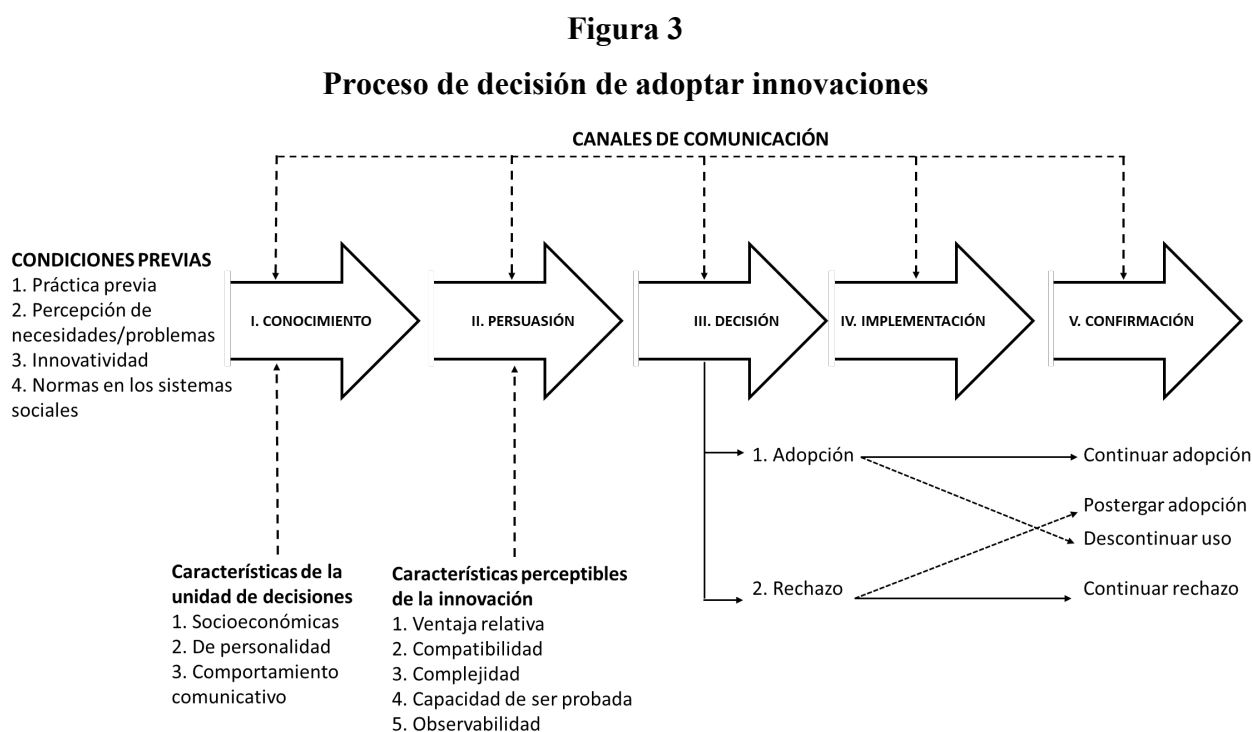 Figura 3
Proceso de decisión de adoptar innovaciones
CANALES DE COMUNICACIÓN
CONDICIONES PREVIAS
1. Práctica previa
2. Percepción de
necesidades/problemas
3. Innovatividad
4. Normas en los sistemas
sociales
I. CONOCIMIENTO
II. PERSUASIÓN
III. DECISIÓN
IV. IMPLEMENTACIÓN
V. CONFIRMACIÓN
1. Adopción
2. Rechazo
Continuar adopción
Postergar adopción
Descontinuar uso
Continuar rechazo
Características de la
unidad de decisiones
1. Socioeconómicas
2. De personalidad
3. Comportamiento
comunicativo
Características perceptibles
de la innovación
1. Ventaja relativa
2. Compatibilidad
3. Complejidad
4. Capacidad de ser probada
5. Observabilidad